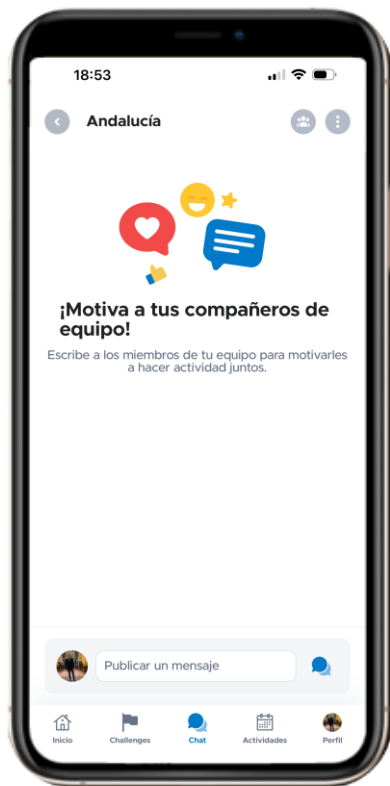 18:53
Andalucía
¡Motiva a tus compañeros de
equipo!
Escribe a los miembros de tu equipo para motivarles
a hacer actividad juntos.
Publicar un mensaje
Inicio
Challenges
Chat
Actividades
Perfil